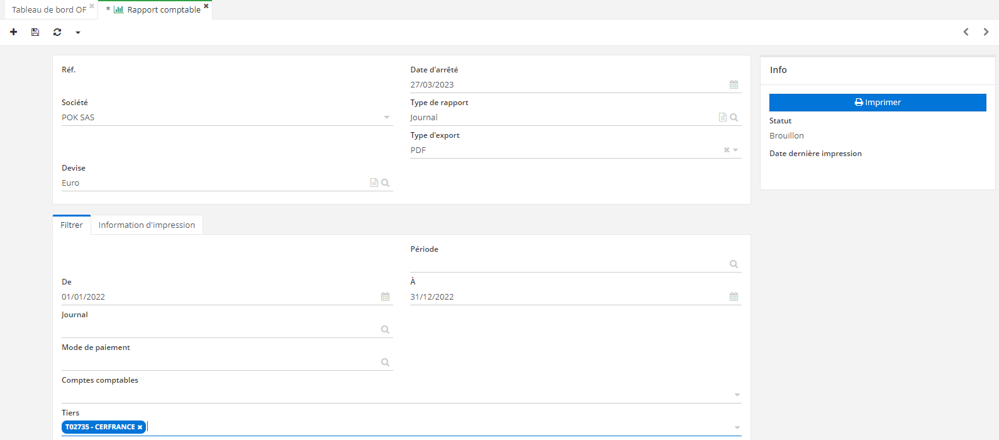 Tableau de bord OF
* Rapport comptable
Réf.
Date d'arrêté
27/03/2023
Société
POK SAS
Type de rapport
Journal
Type d'export
PDF
Devise
Euro
Info
Imprimer
Statut
Brouillon
Date dernière impression
Filtrer
Information d'impression
Période
De
01/01/2022
À
31/12/2022
Journal
Mode de paiement
Comptes comptables
Tiers
T02735 - CERFRANCE